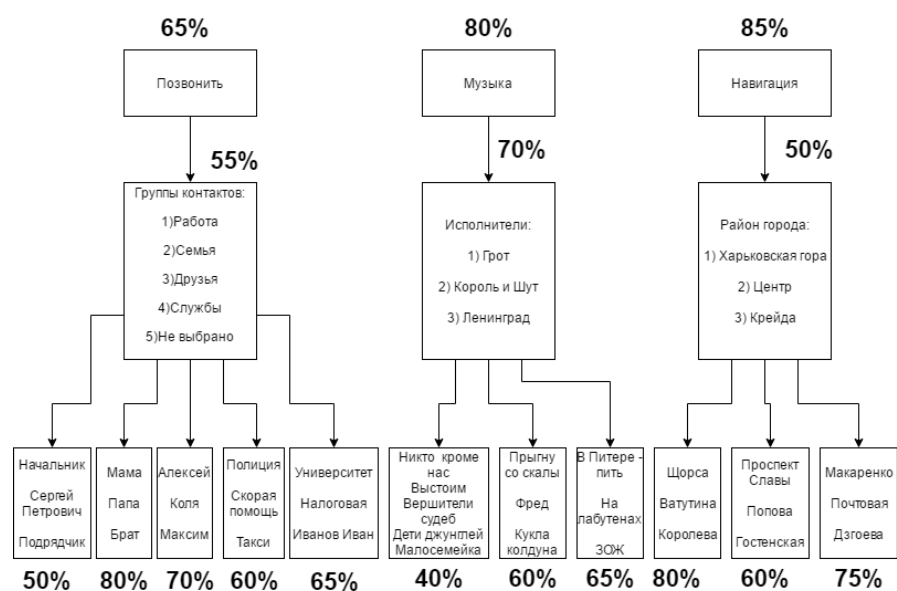 65%
80%
85%
Позвонить
Музыка
Навигация
55%
70%
50%
Группы контактов:
1)Работа
2)Семья
3)Друзья
4)Службы
5)Не выбрано
Исполнители:
1) Грот
2) Король и Шут
3) Ленинград
Район города:
1) Харьковская гора
2) Центр
3) Крейда
Начальник
Сергей
Петрович
Подрядчик
Мама
Папа
Брат
Алексей
Коля
Максим
Полиция
Скорая
помощь
Такси
Университет
Налоговая
Иванов Иван
Никто кроме
нас
Выстоим
Вершители
судеб
Дети джунглей
Малосемейка
Прыгну
со скалы
Фред
Кукла
колдуна
В Питере -
пить
На
лабутенах
ЗОЖ
Щорса
Ватутина
Королева
Проспект
Славы
Попова
Гостенская
Макаренко
Почтовая
Дзгоева
50%
80%
70%
60%
65%
40%
60%
65%
80%
60%
75%